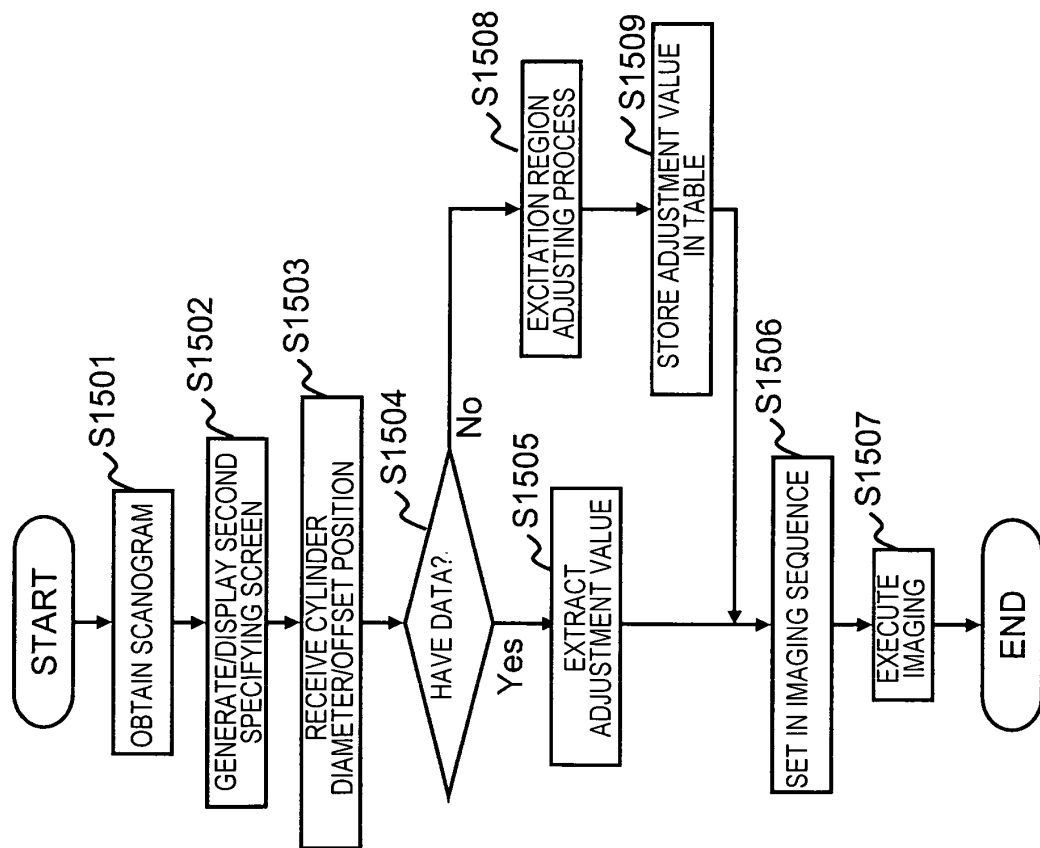 START
S1501
OBTAIN SCANOGRAM
S1502
GENERATE/DISPLAY SECOND
SPECIFYING SCREEN
S1503
RECEIVE CYLINDER
DIAMETER/OFFSET POSITION
S1504
HAVE DATA?
No
Yes
S1505
EXTRACT
ADJUSTMENT VALUE
S1508
EXCITATION REGION
ADJUSTING PROCESS
S1509
STORE ADJUSTMENT VALUE
IN TABLE
S1506
SET IN IMAGING SEQUENCE
S1507
EXECUTE
IMAGING
END